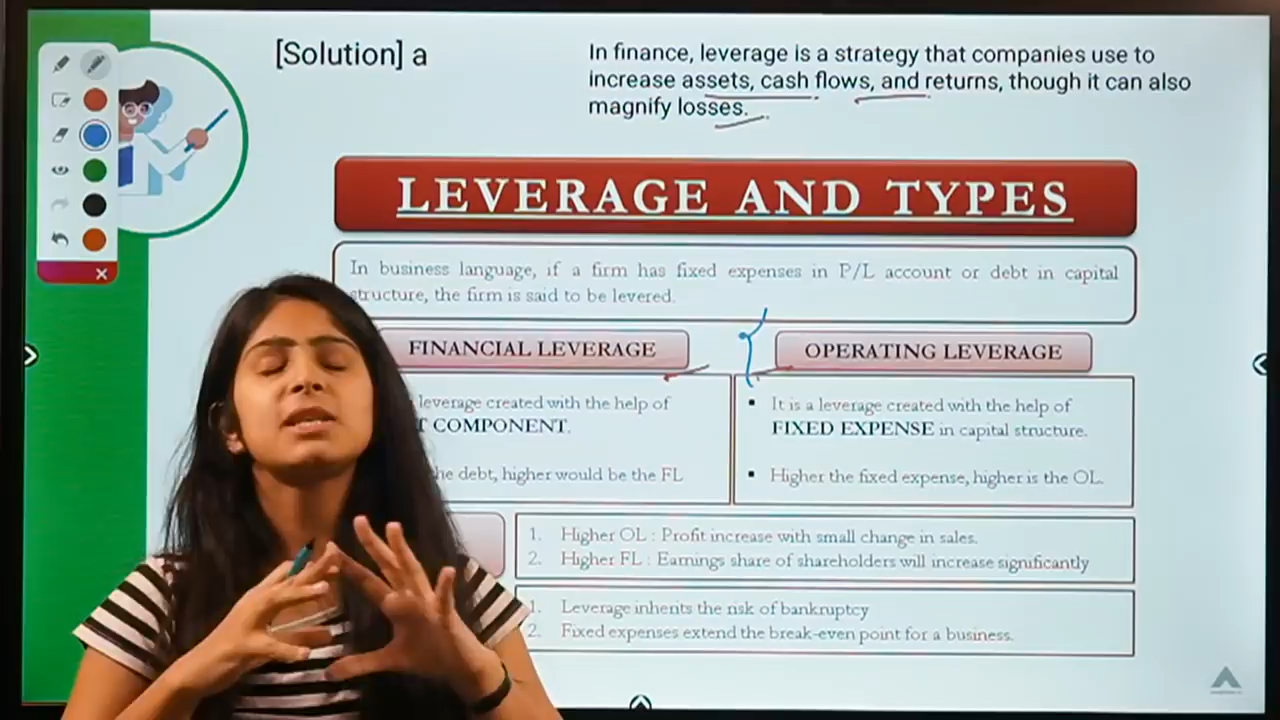 [Solution] a
In finance, leverage is a strategy that companies use to
increase assets, cash flows, and returns, though it can also
magnify losses.
LEVERAGE AND TYPES
In business language, if a firm has fixed expenses in P/L account or debt in capital
structure, the firm is said to be levered.
FINANCIAL LEVERAGE
leverage created with the help of
T COMPONENT.
he debt, higher would be the FL
OPERATING LEVERAGE
▪ It is a leverage created with the help of
FIXED EXPENSE in capital structure.
▪ Higher the fixed expense, higher is the OL.
1. Higher OL : Profit increase with small change in sales.
2. Higher FL : Earnings share of shareholders will increase significantly
1. Leverage inherits the risk of bankruptcy
2. Fixed expenses extend the break-even point for a business.